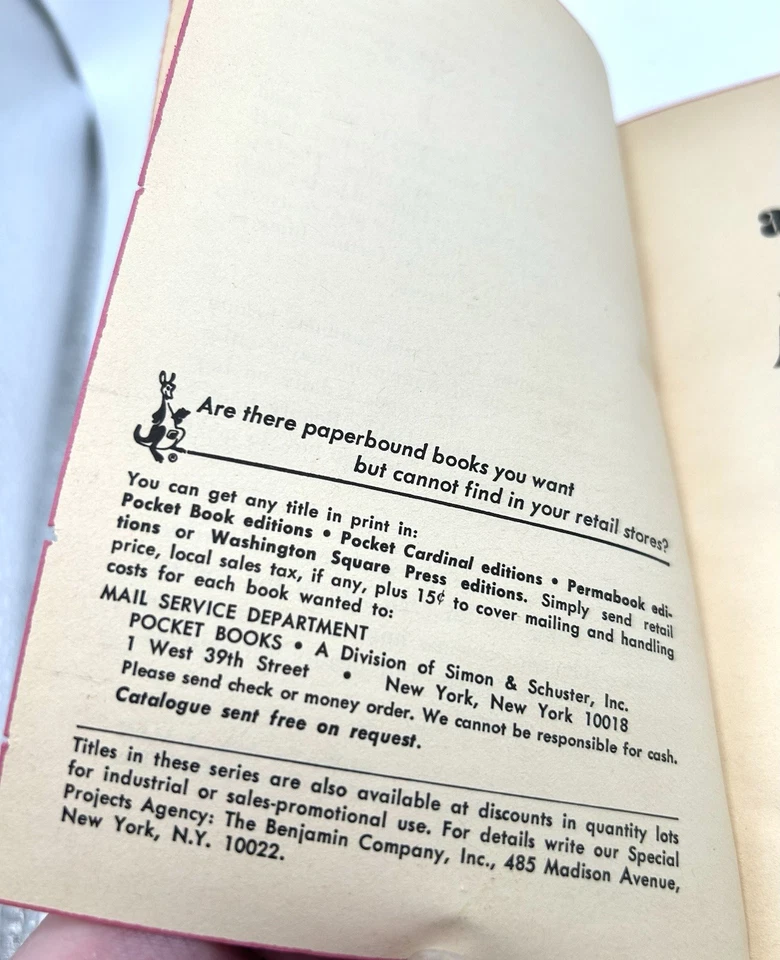 Are there paperbound books you want
but cannot find in your retail stores?
You can get any title in print in:
Pocket Book editions • Pocket Cardinal editions • Permabook edi-
tions or Washington Square Press editions. Simply send retail
price, local sales tax, if any, plus 15¢ to cover mailing and handling
costs for each book wanted to:
MAIL SERVICE DEPARTMENT
POCKET BOOKS • A Division of Simon & Schuster, Inc.
1 West 39th Street • New York, New York 10018
Please send check or money order. We cannot be responsible for cash.
Catalogue sent free on request.
Titles in these series are also available at discounts in quantity lots
for industrial or sales-promotional use. For details write our Special
Projects Agency: The Benjamin Company, Inc., 485 Madison Avenue,
New York, N.Y. 10022.